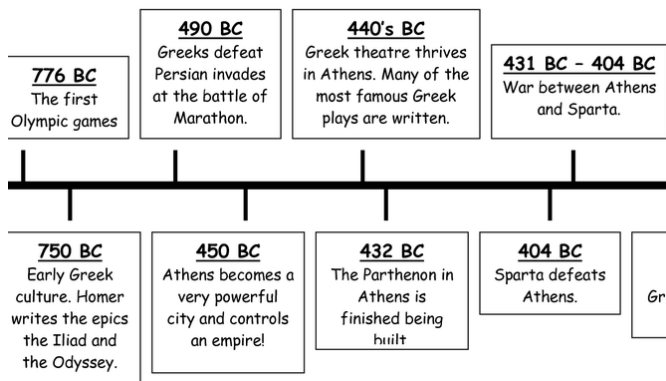 776 BC
The first
Olympic games
490 BC
Greeks defeat
Persian invades
at the battle of
Marathon.
440's BC
Greek theatre thrives
in Athens. Many of the
most famous Greek
plays are written.
431 BC – 404 BC
War between Athens
and Sparta.
750 BC
Early Greek
culture. Homer
writes the epics
the Iliad and
the Odyssey.
450 BC
Athens becomes a
very powerful
city and controls
an empire!
432 BC
The Parthenon in
Athens is
finished being
built
404 BC
Sparta defeats
Athens.
Gr